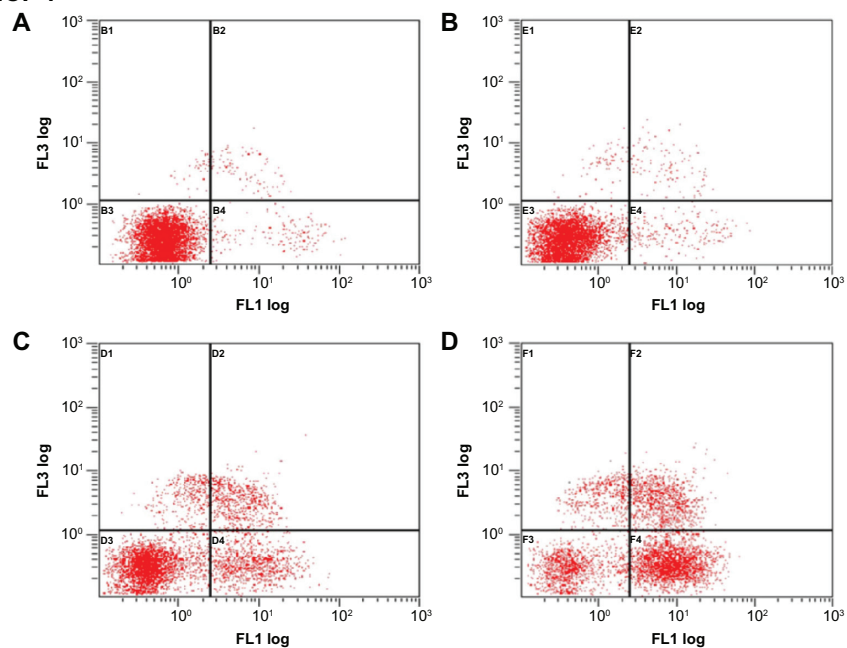 A
10³
10²
10¹
10⁰
FL3 log
B1
B2
B3
B4
10⁰
10¹
10²
10³
FL1 log
B
10³
10²
10¹
10⁰
FL3 log
E1
E2
E3
E4
10⁰
10¹
10²
10³
FL1 log
C
10³
10²
10¹
10⁰
FL3 log
D1
D2
D3
D4
10⁰
10¹
10²
10³
FL1 log
D
10³
10²
10¹
10⁰
FL3 log
F1
F2
F3
F4
10⁰
10¹
10²
10³
FL1 log